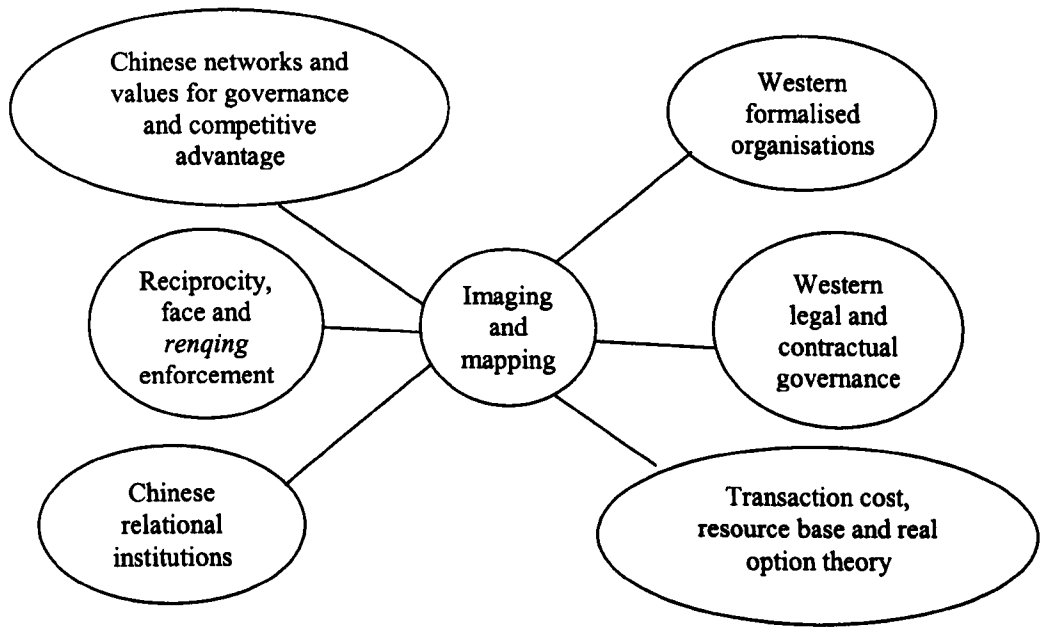 Chinese networks and
values for governance
and competitive
advantage
Western
formalised
organisations
Reciprocity,
face and
renqing
enforcement
Imaging
and
mapping
Western
legal and
contractual
governance
Chinese
relational
institutions
Transaction cost,
resource base and real
option theory